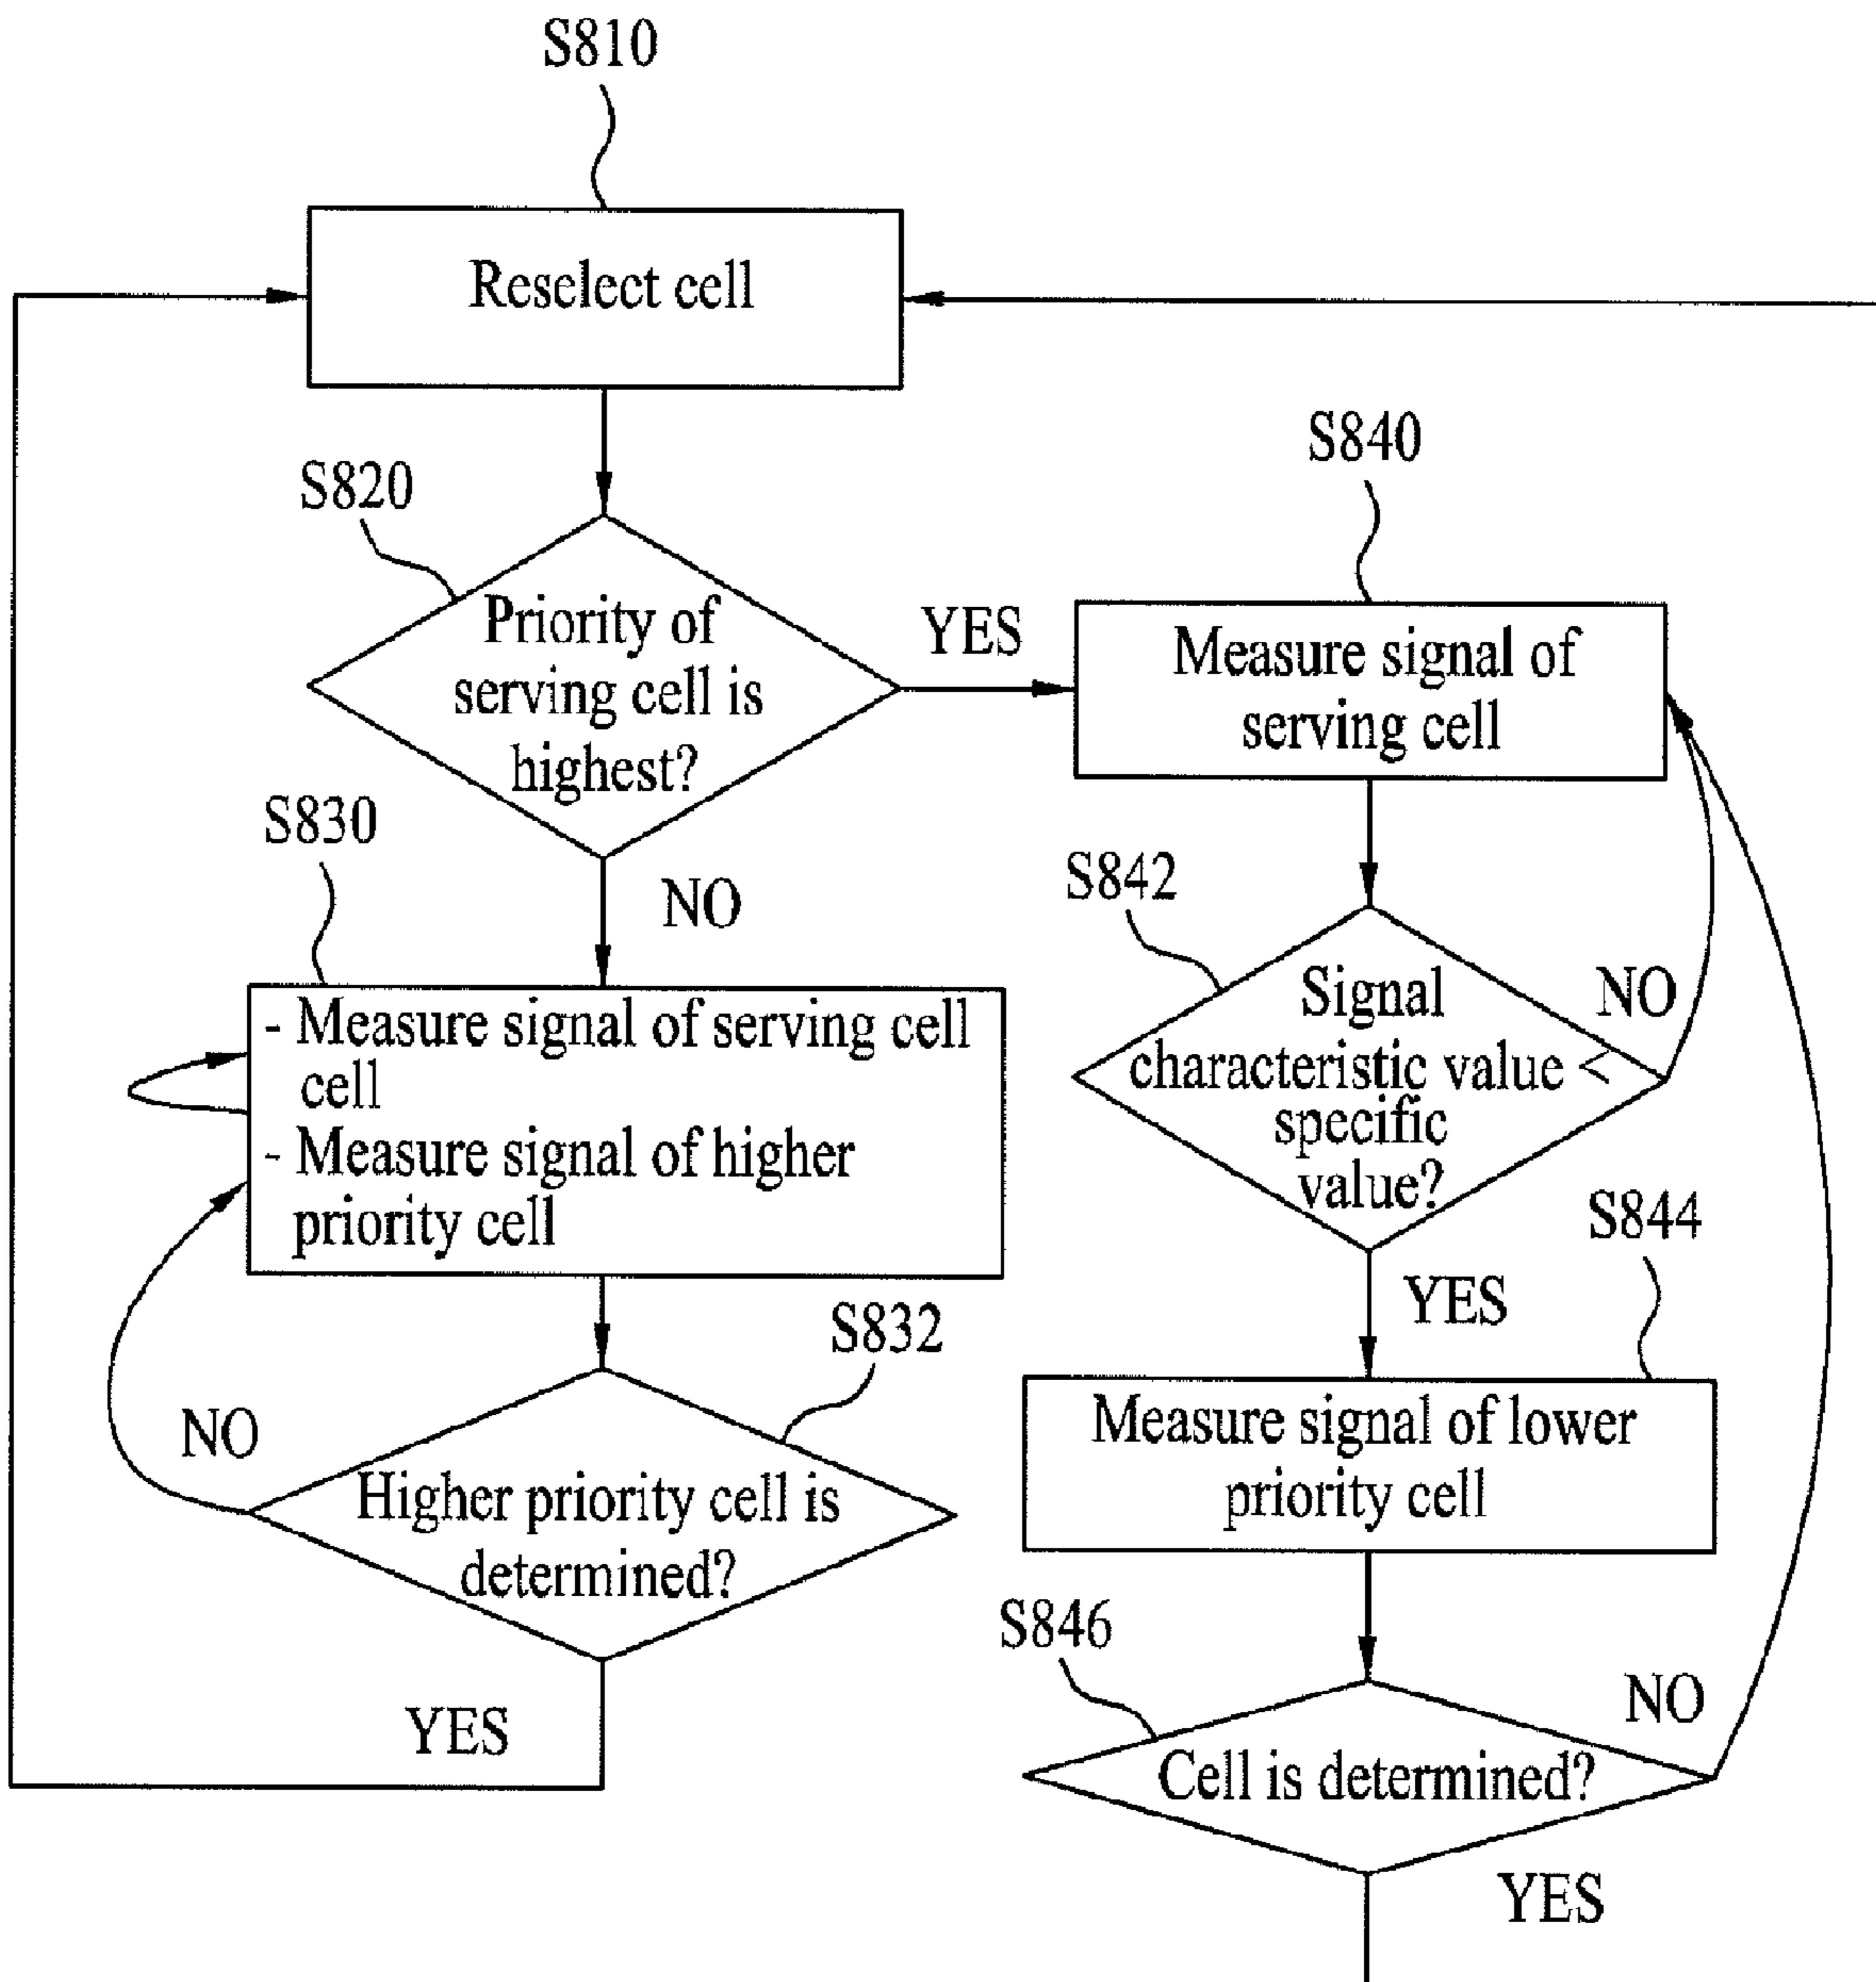 S810
Reselect cell
S820
Priority of
serving cell is
highest?
YES
NO
S840
Measure signal of
serving cell
S830
- Measure signal of serving cell
cell
- Measure signal of higher
priority cell
S842
Signal
characteristic value <
specific
value?
NO
YES
S832
Higher priority cell is
determined?
NO
YES
S844
Measure signal of lower
priority cell
S846
Cell is determined?
NO
YES